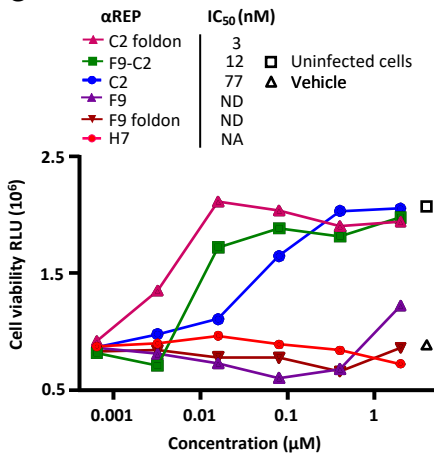 αREP IC50 (nM)
C2 foldon 3
F9-C2 12 Uninfected cells
C2 77 Vehicle
F9 ND
F9 foldon ND
H7 NA
2.5
1.5
0.5
Cell viability RLU (10⁶)
0.001 0.01 0.1 1
Concentration (µM)